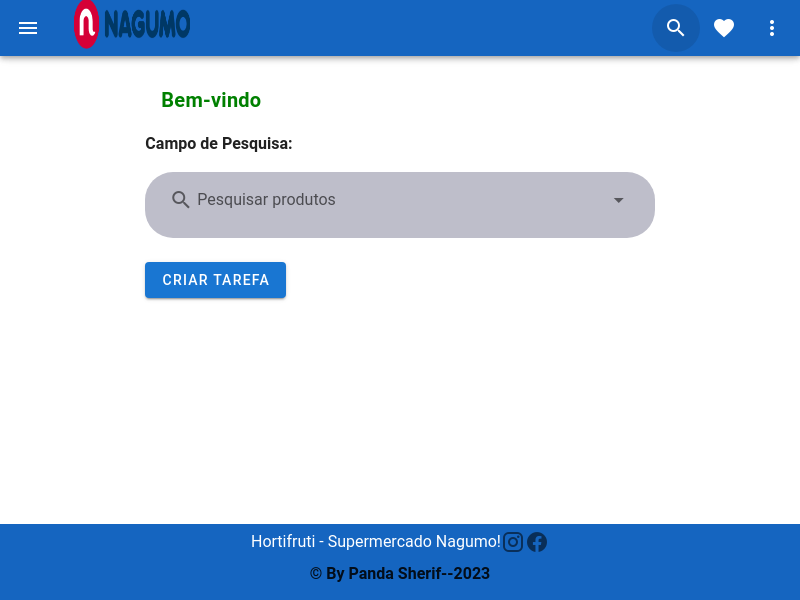 NAGUMO
Bem-vindo
Campo de Pesquisa:
Pesquisar produtos
CRIAR TAREFA
Hortifruti - Supermercado Nagumo!
© By Panda Sherif--2023